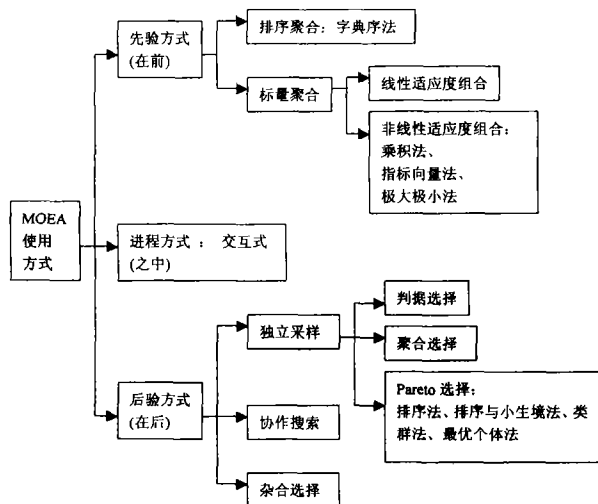 先验方式
(在前)
排序聚合：字典序法
标量聚合
线性适应度组合
非线性适应度组合：
乘积法、
指标向量法、
极大极小法
MOEA
使用
方式
进程方式 ： 交互式
(之中)
后验方式
(在后)
独立采样
判据选择
聚合选择
Pareto 选择：
排序法、排序与小生境法、类
群法、最优个体法
协作搜索
杂合选择